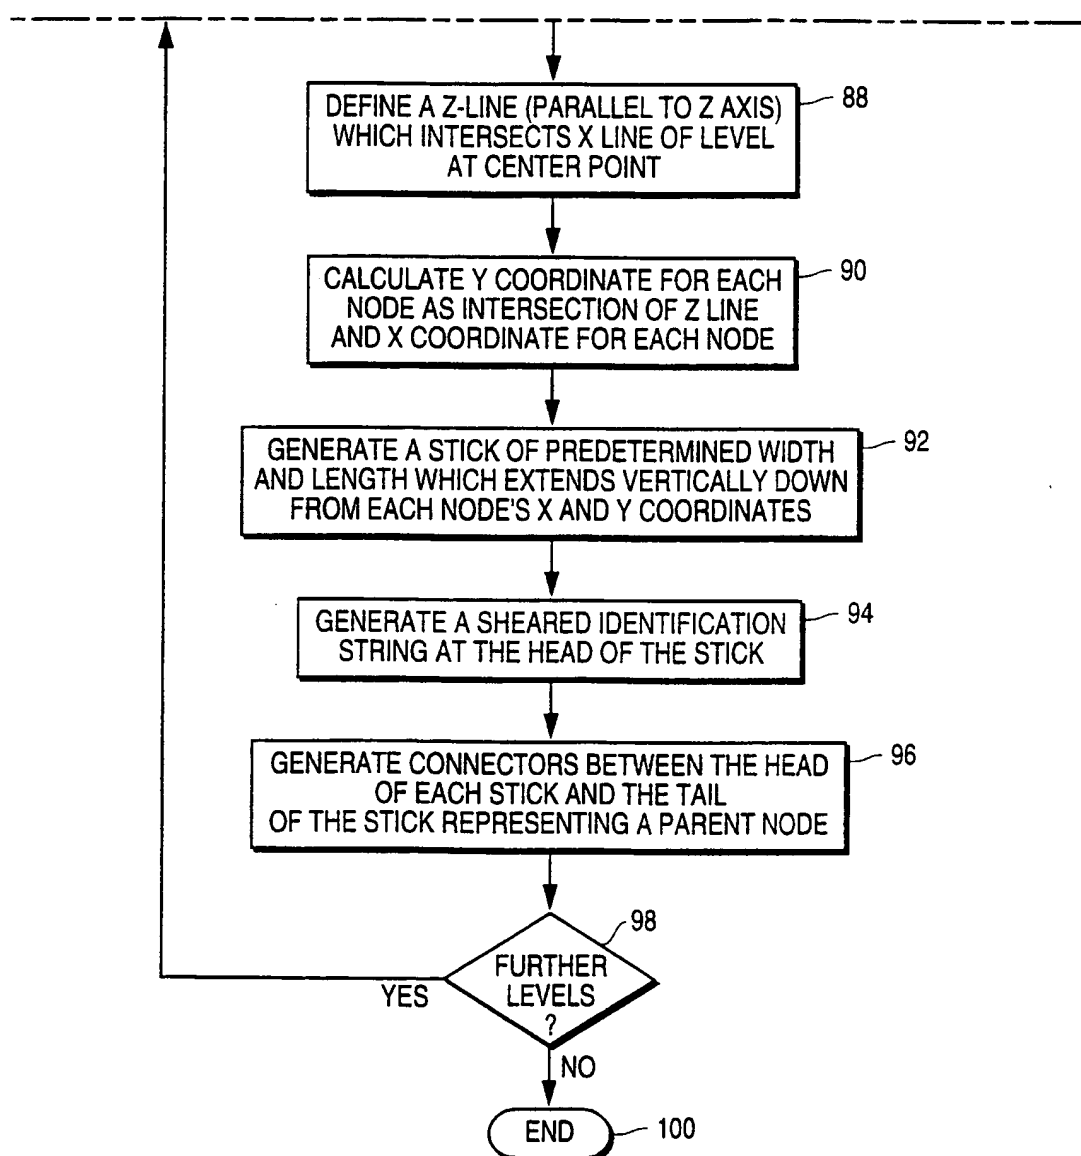 DEFINE A Z-LINE (PARALLEL TO Z AXIS)
WHICH INTERSECTS X LINE OF LEVEL
AT CENTER POINT
88
CALCULATE Y COORDINATE FOR EACH
NODE AS INTERSECTION OF Z LINE
AND X COORDINATE FOR EACH NODE
90
GENERATE A STICK OF PREDETERMINED WIDTH
AND LENGTH WHICH EXTENDS VERTICALLY DOWN
FROM EACH NODE'S X AND Y COORDINATES
92
GENERATE A SHEARED IDENTIFICATION
STRING AT THE HEAD OF THE STICK
94
GENERATE CONNECTORS BETWEEN THE HEAD
OF EACH STICK AND THE TAIL
OF THE STICK REPRESENTING A PARENT NODE
96
FURTHER
LEVELS
?
98
YES
NO
END
100